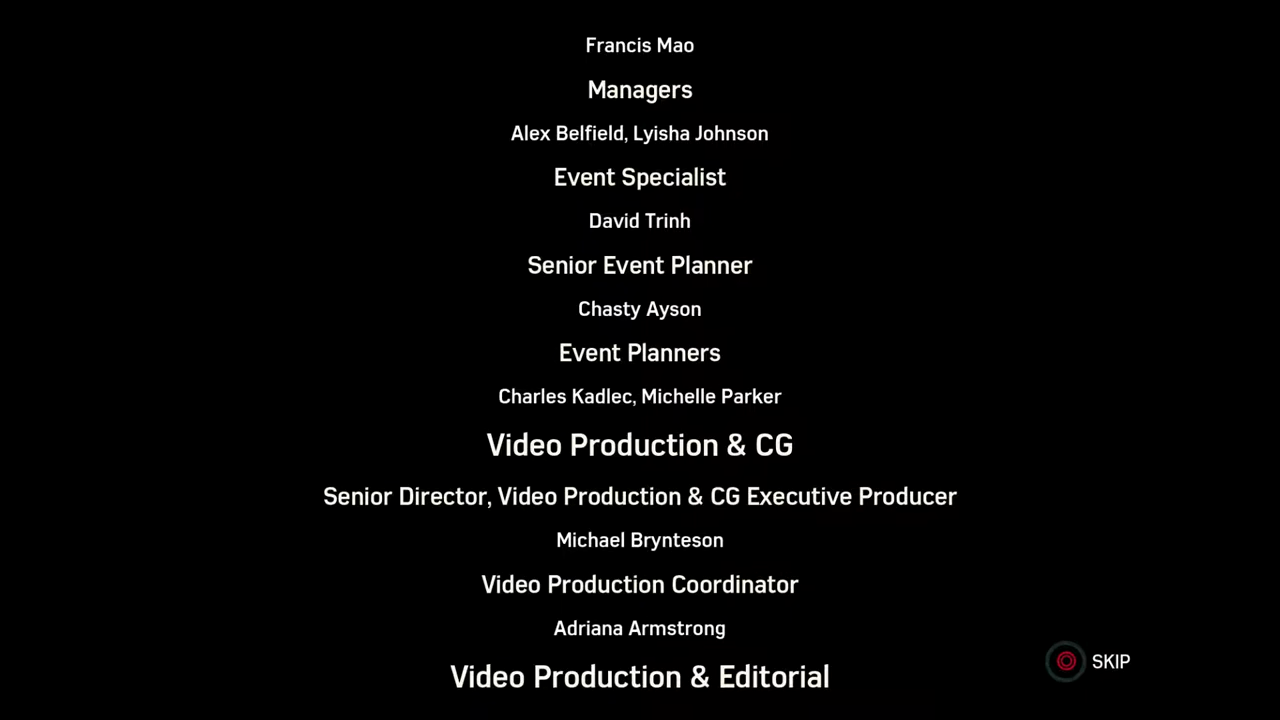 Francis Mao
Managers
Alex Belfield, Lyisha Johnson
Event Specialist
David Trinh
Senior Event Planner
Chasty Ayson
Event Planners
Charles Kadlec, Michelle Parker
Video Production & CG
Senior Director, Video Production & CG Executive Producer
Michael Brynteson
Video Production Coordinator
Adriana Armstrong
SKIP
Video Production & Editorial